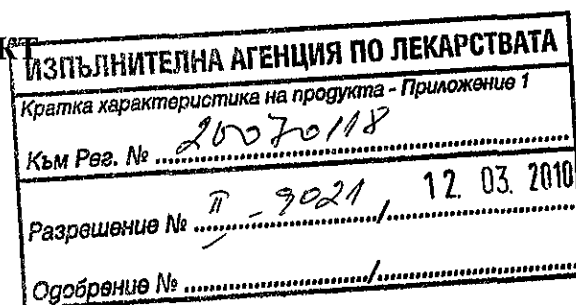 КТ
ИЗПЪЛНИТЕЛНА АГЕНЦИЯ ПО ЛЕКАРСТВАТА
Кратка характеристика на продукта - Приложение 1
Към Рег. № 20070118
Разрешение № II - 9021 / 12. 03. 2010
Одобрение № /